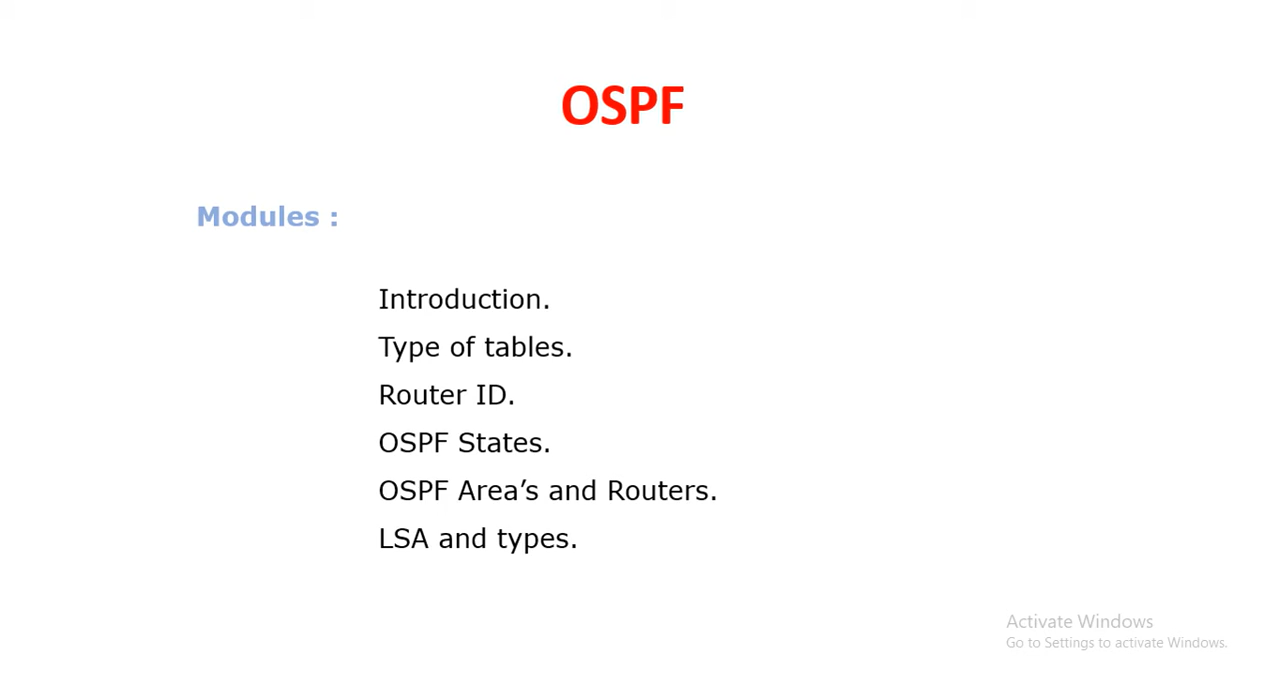 OSPF
Modules :
Introduction.
Type of tables.
Router ID.
OSPF States.
OSPF Area’s and Routers.
LSA and types.
Activate Windows
Go to Settings to activate Windows.